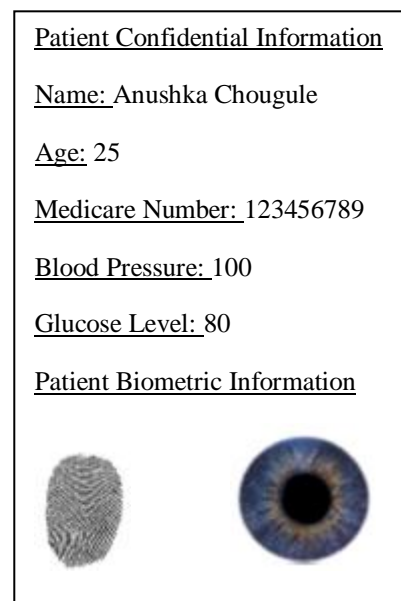 Patient Confidential Information
Name: Anushka Chougule
Age: 25
Medicare Number: 123456789
Blood Pressure: 100
Glucose Level: 80
Patient Biometric Information